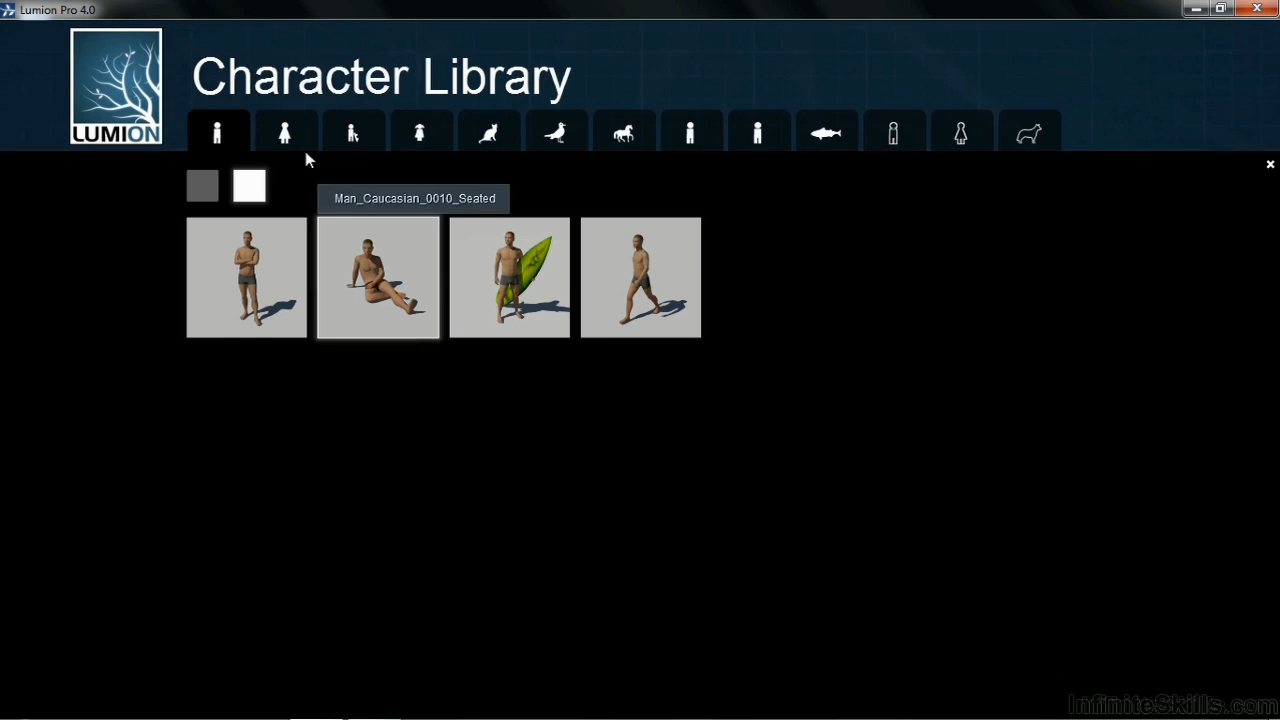 Lumion Pro 4.0
Character Library
LUMION
Man_Caucasian_0010_Seated
InfiniteSkills.com